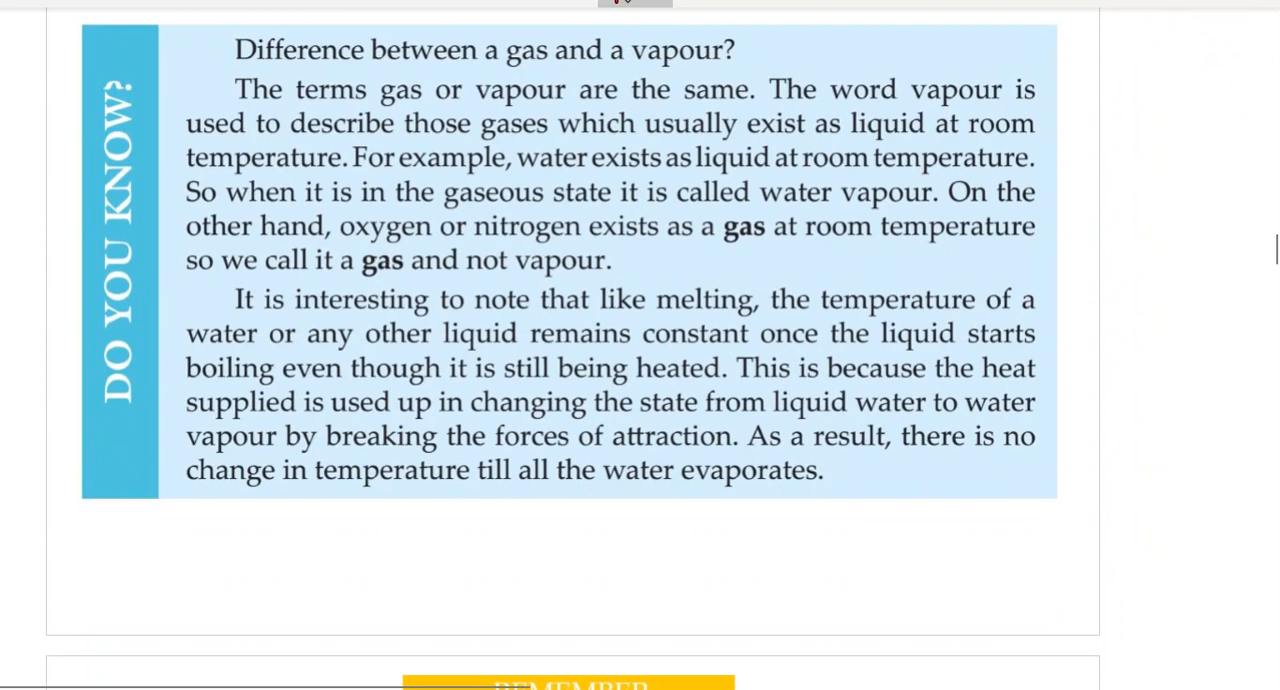 DO YOU KNOW?
Difference between a gas and a vapour?
The terms gas or vapour are the same. The word vapour is
used to describe those gases which usually exist as liquid at room
temperature. For example, water exists as liquid at room temperature.
So when it is in the gaseous state it is called water vapour. On the
other hand, oxygen or nitrogen exists as a gas at room temperature
so we call it a gas and not vapour.
It is interesting to note that like melting, the temperature of a
water or any other liquid remains constant once the liquid starts
boiling even though it is still being heated. This is because the heat
supplied is used up in changing the state from liquid water to water
vapour by breaking the forces of attraction. As a result, there is no
change in temperature till all the water evaporates.
REMEMBER